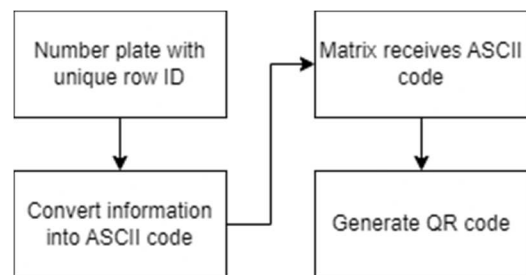 Number plate with
unique row ID
Convert information
into ASCII code
Matrix receives ASCII
code
Generate QR code